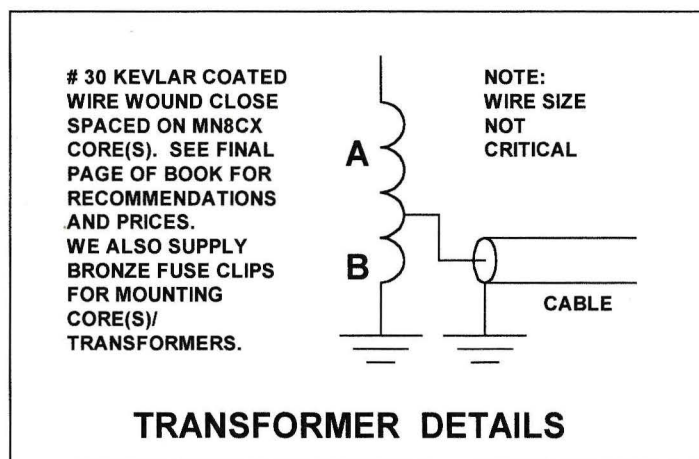 # 30 KEVLAR COATED
WIRE WOUND CLOSE
SPACED ON MN8CX
CORE(S). SEE FINAL
PAGE OF BOOK FOR
RECOMMENDATIONS
AND PRICES.
WE ALSO SUPPLY
BRONZE FUSE CLIPS
FOR MOUNTING
CORE(S)/
TRANSFORMERS.
A
B
NOTE:
WIRE SIZE
NOT
CRITICAL
CABLE
TRANSFORMER DETAILS